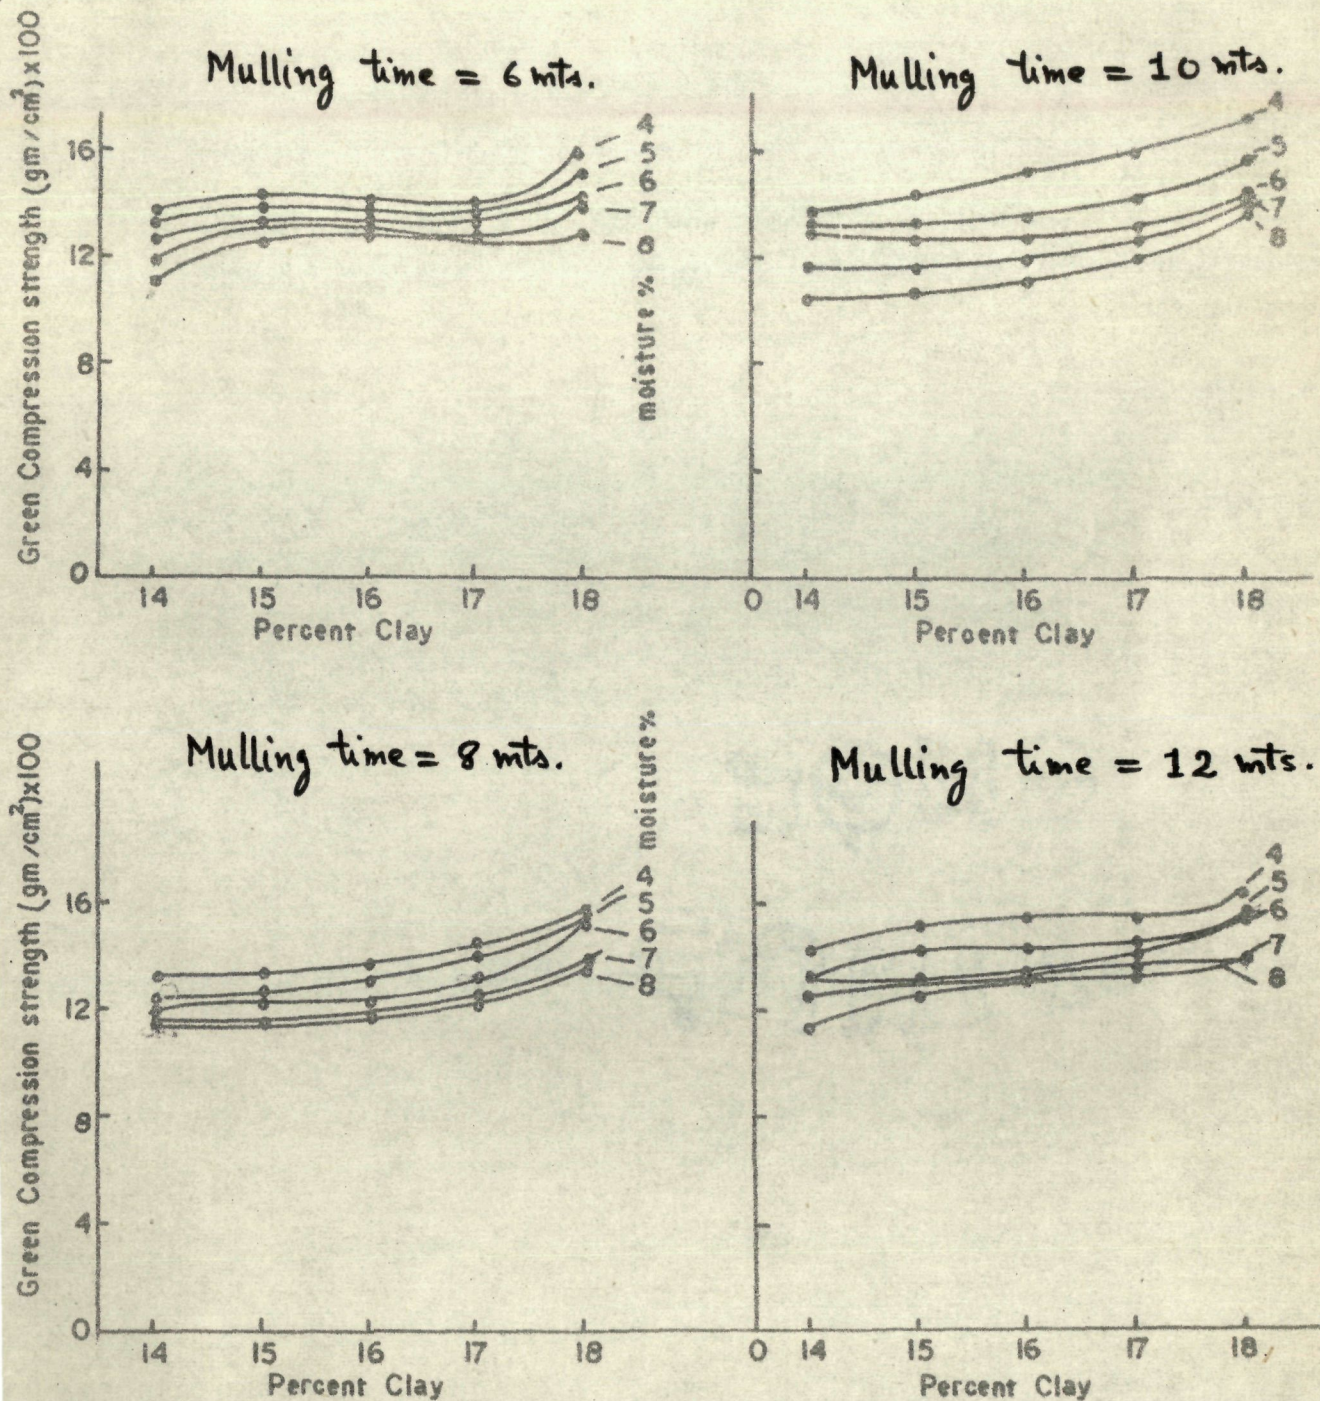 Mulling time = 6 mts.
Green Compression strength (gm/cm²)x100
16
12
8
4
0
4
5
6
7
8
moisture %
14 15 16 17 18
Percent Clay
Mulling time = 10 mts.
4
5
6
7
8
0 14 15 16 17 18
Percent Clay
Mulling time = 8 mts.
Green Compression strength (gm/cm²)x100
16
12
8
4
0
moisture %
4
5
6
7
8
14 15 16 17 18
Percent Clay
Mulling time = 12 mts.
4
5
6
7
8
0 14 15 16 17 18
Percent Clay